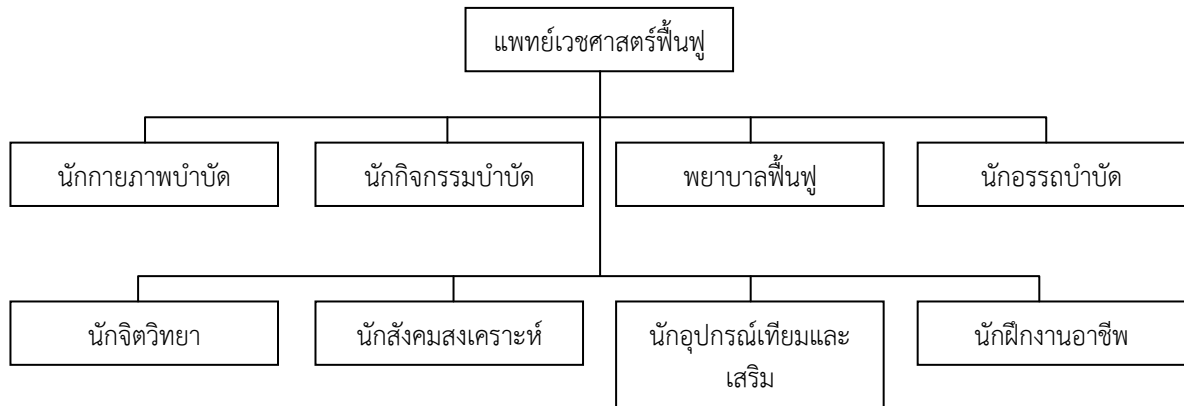 แพทย์เวชศาสตร์ฟื้นฟู
นักกายภาพบำบัด
นักกิจกรรมบำบัด
พยาบาลฟื้นฟู
นักอรรถบำบัด
นักจิตวิทยา
นักสังคมสงเคราะห์
นักอุปกรณ์เทียมและ
เสริม
นักฝึกงานอาชีพ